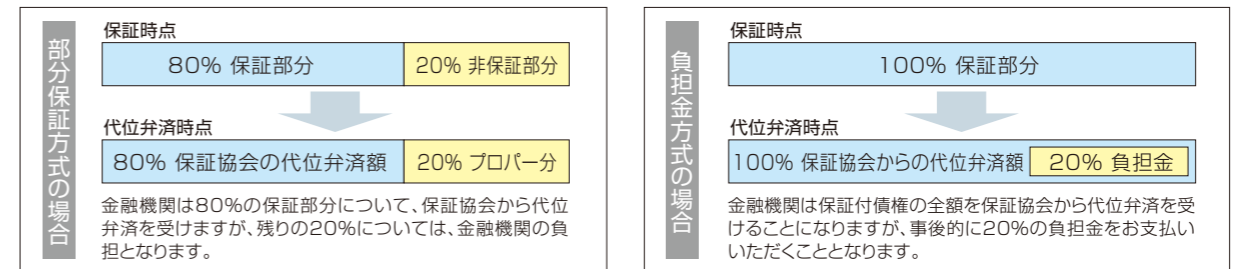 部分保証方式の場合
保証時点
80% 保証部分
20% 非保証部分
代位弁済時点
80% 保証協会の代位弁済額
20% プロパー分
金融機関は80%の保証部分について、保証協会から代位
弁済を受けますが、残りの20%については、金融機関の負
担となります。
負担金方式の場合
保証時点
100% 保証部分
代位弁済時点
100% 保証協会からの代位弁済額
20% 負担金
金融機関は保証付債権の全額を保証協会から代位弁済を受
けることになりますが、事後的に20%の負担金をお支払い
いただくこととなります。